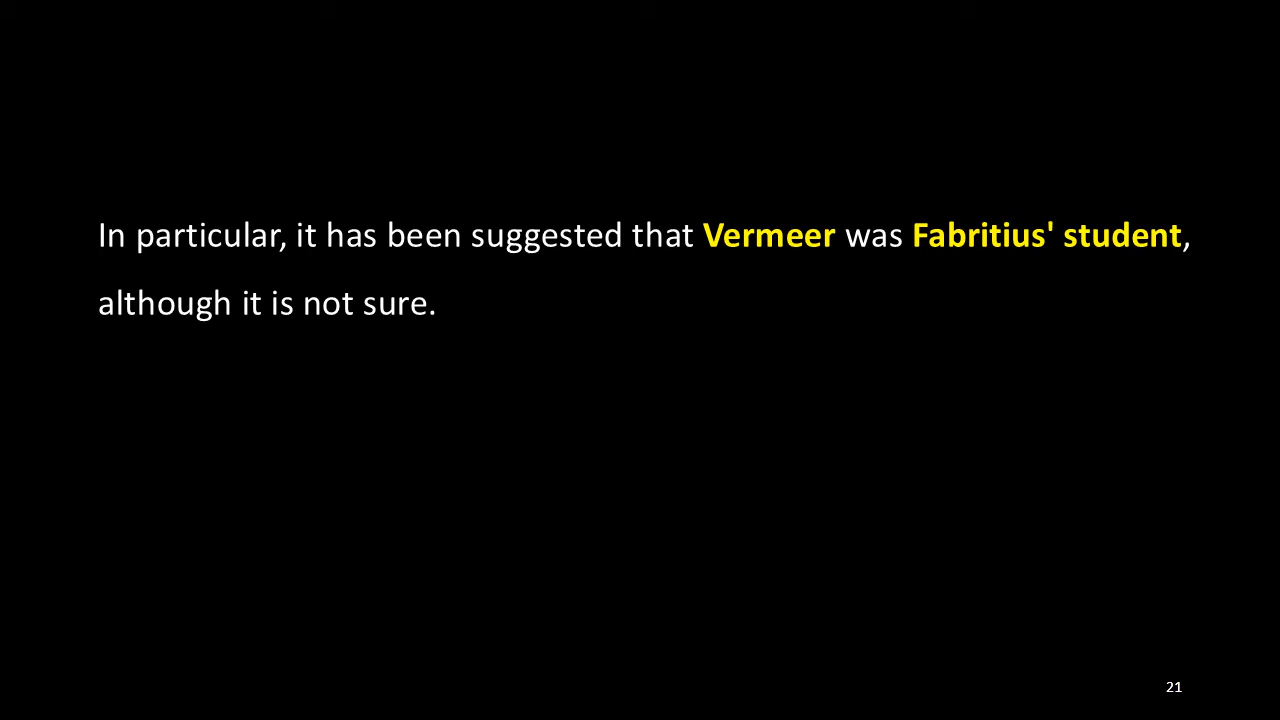 In particular, it has been suggested that Vermeer was Fabritius' student,
although it is not sure.
21